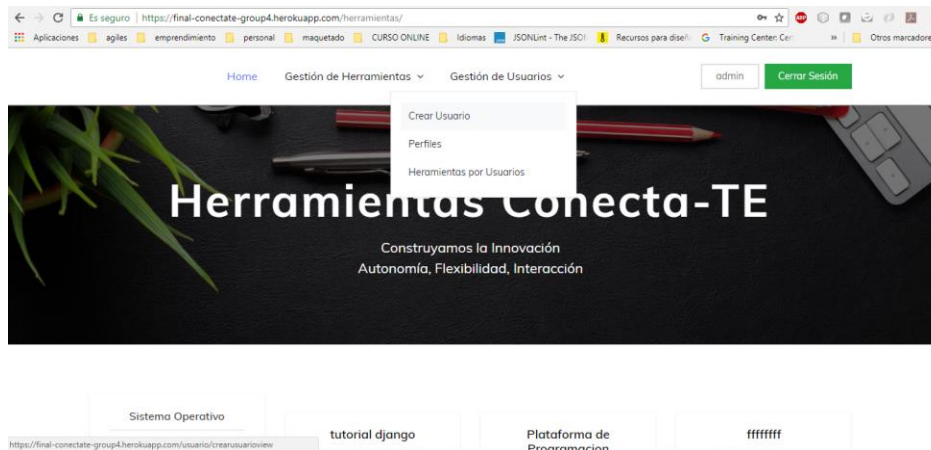 Es seguro | https://final-conectate-group4.herokuapp.com/herramientas/
Aplicaciones agiles emprendimiento personal maquetado CURSO ONLINE Idiomas JSONLint - The JSON Recursos para diseñ Training Center: Cer » Otros marcadores
Home Gestión de Herramientas Gestión de Usuarios admin Cerrar Sesión
Crear Usuario
Perfiles
Heramientas por Usuarios
Herramientas Conecta-TE
Construyamos la Innovación
Autonomía, Flexibilidad, Interacción
Sistema Operativo
tutorial django Plataforma de Programacion ffffffff
https://final-conectate-group4.herokuapp.com/usuario/crearusuarioview